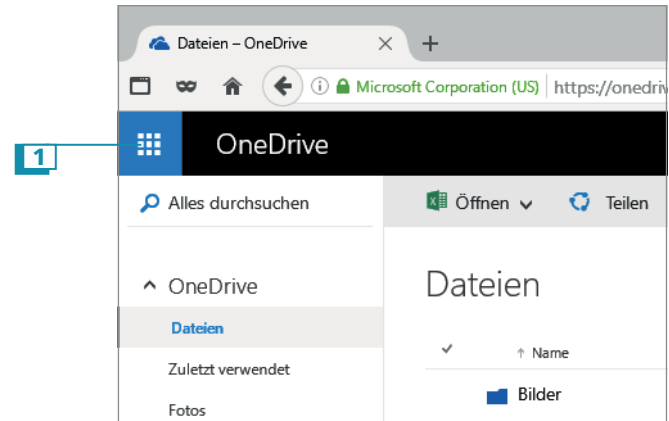 Dateien – OneDrive
Microsoft Corporation (US) https://onedriv
1
OneDrive
Alles durchsuchen
Öffnen
Teilen
OneDrive
Dateien
Dateien
Name
Zuletzt verwendet
Bilder
Fotos